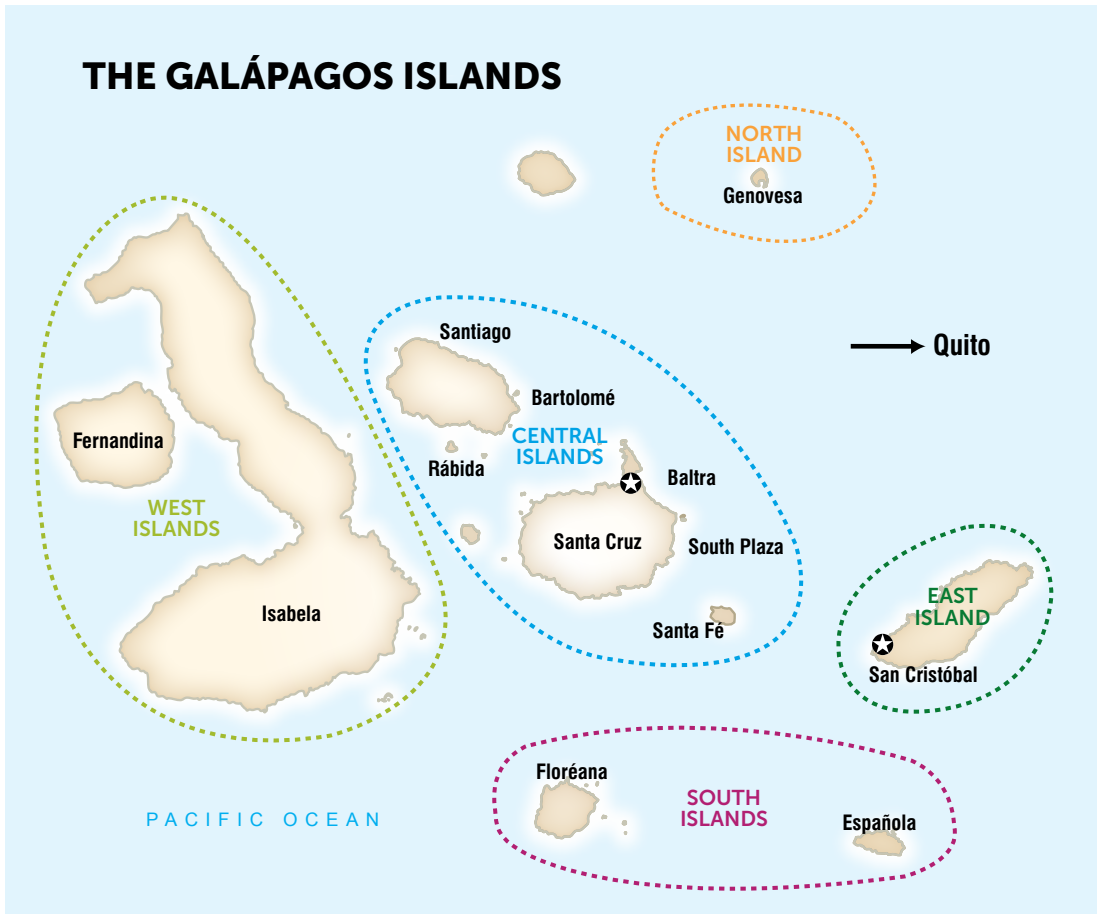 THE GALÁPAGOS ISLANDS
NORTH
ISLAND
Genovesa
Santiago
Quito
Bartolomé
Fernandina
CENTRAL
ISLANDS
Rábida
Baltra
WEST
ISLANDS
Santa Cruz
South Plaza
Isabela
EAST
ISLAND
Santa Fé
San Cristóbal
Floréana
SOUTH
ISLANDS
PACIFIC OCEAN
Española